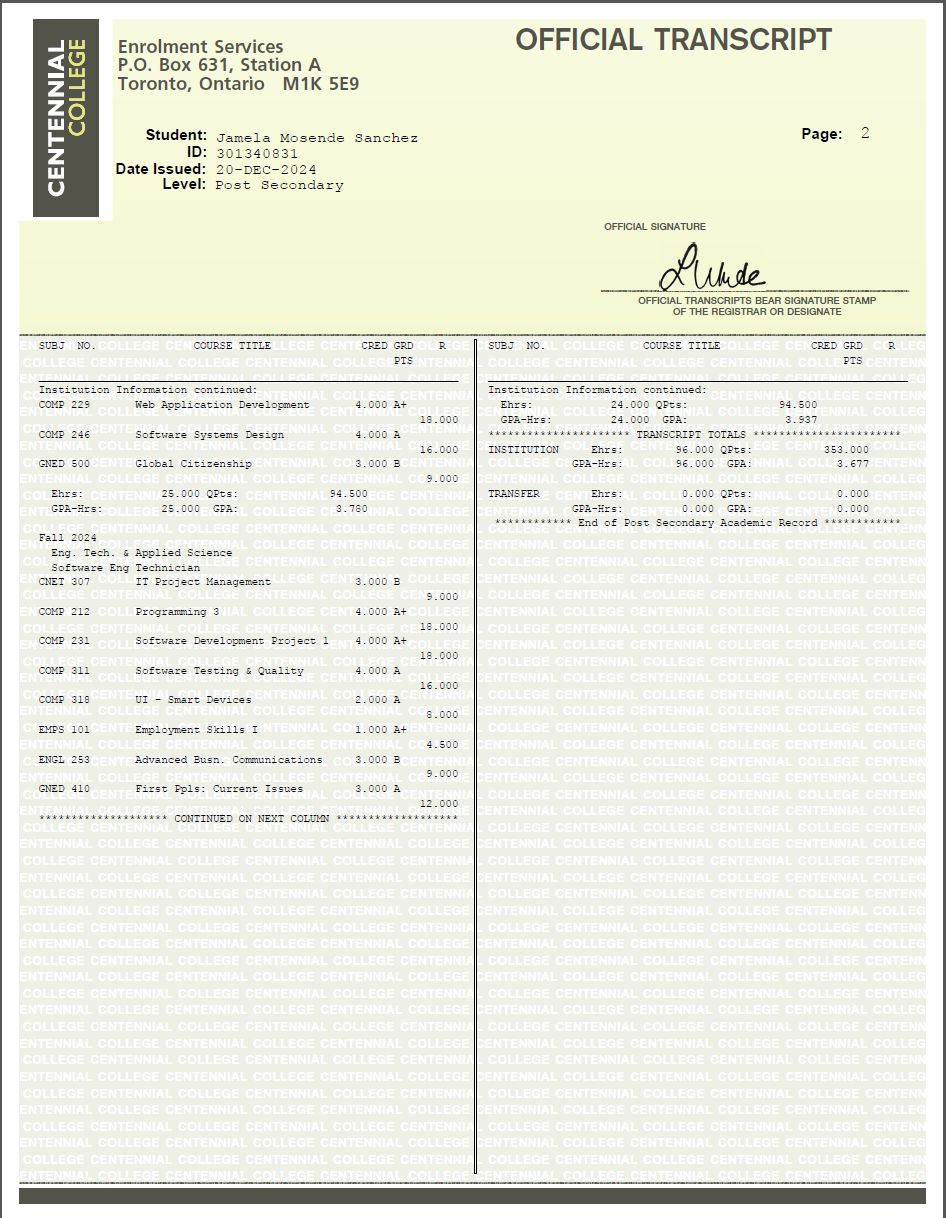 CENTENNIAL
COLLEGE
Enrolment Services
P.O. Box 631, Station A
Toronto, Ontario M1K 5E9
OFFICIAL TRANSCRIPT
Student: Jamela Mosende Sanchez
ID: 301340831
Date Issued: 20-DEC-2024
Level: Post Secondary
Page: 2
OFFICIAL SIGNATURE
OFFICIAL TRANSCRIPTS BEAR SIGNATURE STAMP
OF THE REGISTRAR OR DESIGNATE
SUBJ NO. COURSE TITLE CRED GRD R
PTS
Institution Information continued:
COMP 229 Web Application Development 4.000 A+
18.000
COMP 246 Software Systems Design 4.000 A
16.000
GNED 500 Global Citizenship 3.000 B
9.000
Ehrs: 25.000 QPts: 94.500
GPA-Hrs: 25.000 GPA: 3.780
Fall 2024
Eng. Tech. & Applied Science
Software Eng Technician
CNET 307 IT Project Management 3.000 B
9.000
COMP 212 Programming 3 4.000 A+
18.000
COMP 231 Software Development Project 1 4.000 A+
18.000
COMP 311 Software Testing & Quality 4.000 A
16.000
COMP 318 UI - Smart Devices 2.000 A
8.000
EMPS 101 Employment Skills I 1.000 A+
4.500
ENGL 253 Advanced Busn. Communications 3.000 B
9.000
GNED 410 First Ppls: Current Issues 3.000 A
12.000
******************** CONTINUED ON NEXT COLUMN *******************
SUBJ NO. COURSE TITLE CRED GRD R
PTS
Institution Information continued:
Ehrs: 24.000 QPts: 94.500
GPA-Hrs: 24.000 GPA: 3.937
********************** TRANSCRIPT TOTALS ***********************
INSTITUTION Ehrs: 96.000 QPts: 353.000
GPA-Hrs: 96.000 GPA: 3.677
TRANSFER Ehrs: 0.000 QPts: 0.000
GPA-Hrs: 0.000 GPA: 0.000
************ End of Post Secondary Academic Record ************